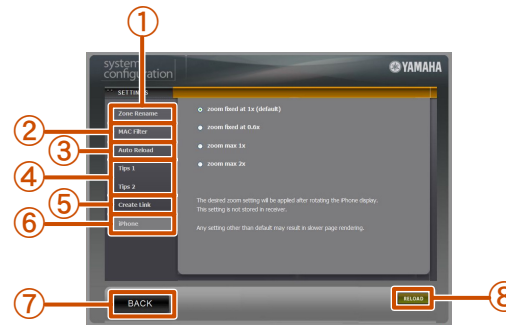 ①
system
configuration
YAMAHA
SETTINGS
Zone Rename
zoom fixed at 1x (default)
②
MAC Filter
zoom fixed at 0.6x
③
Auto Reload
zoom max 1x
④
Tips 1
zoom max 2x
Tips 2
⑤
Create Link
The desired zoom setting will be applied after rotating the iPhone display.
This setting is not stored in receiver.
⑥
iPhone
Any setting other than default may result in slower page rendering.
⑦
BACK
RELOAD
⑧